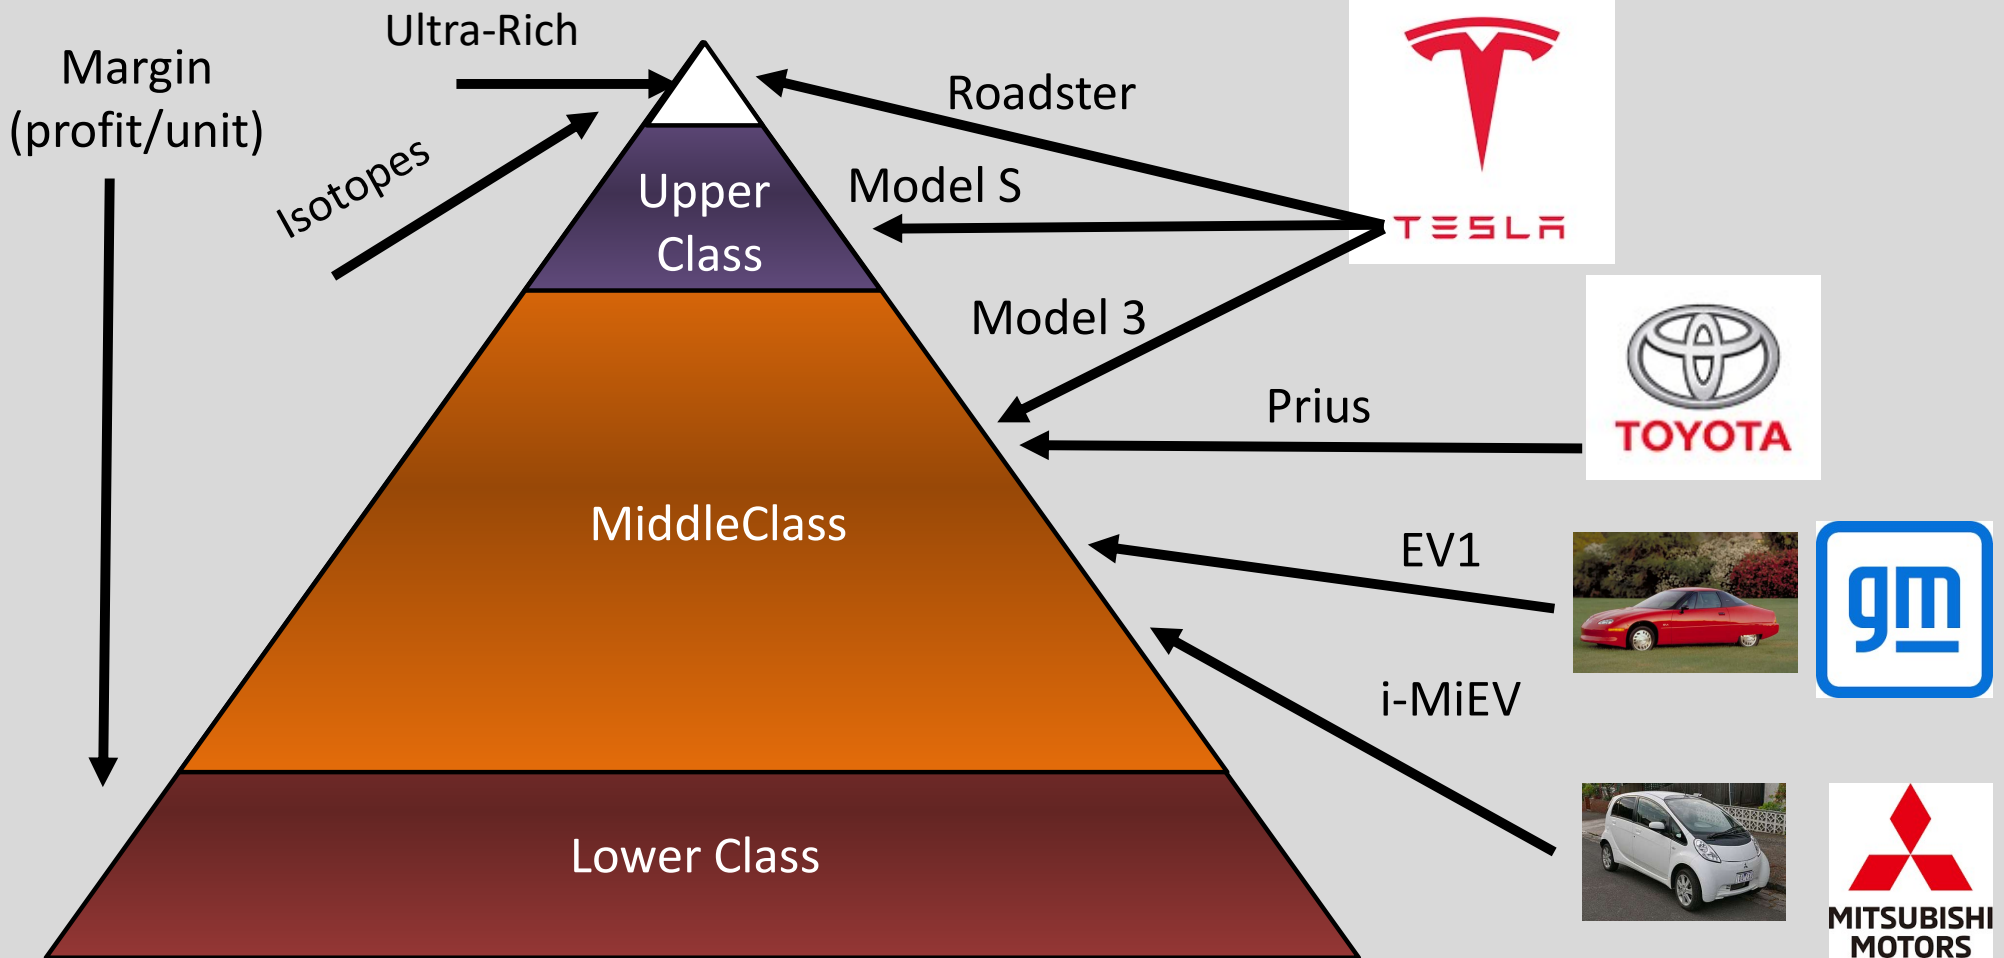 Ultra-Rich
Margin
(profit/unit)
Isotopes
Roadster
Model S
Model 3
Upper
Class
MiddleClass
Lower Class
TESLA
Prius
TOYOTA
EV1
gm
i-MiEV
MITSUBISHI
MOTORS